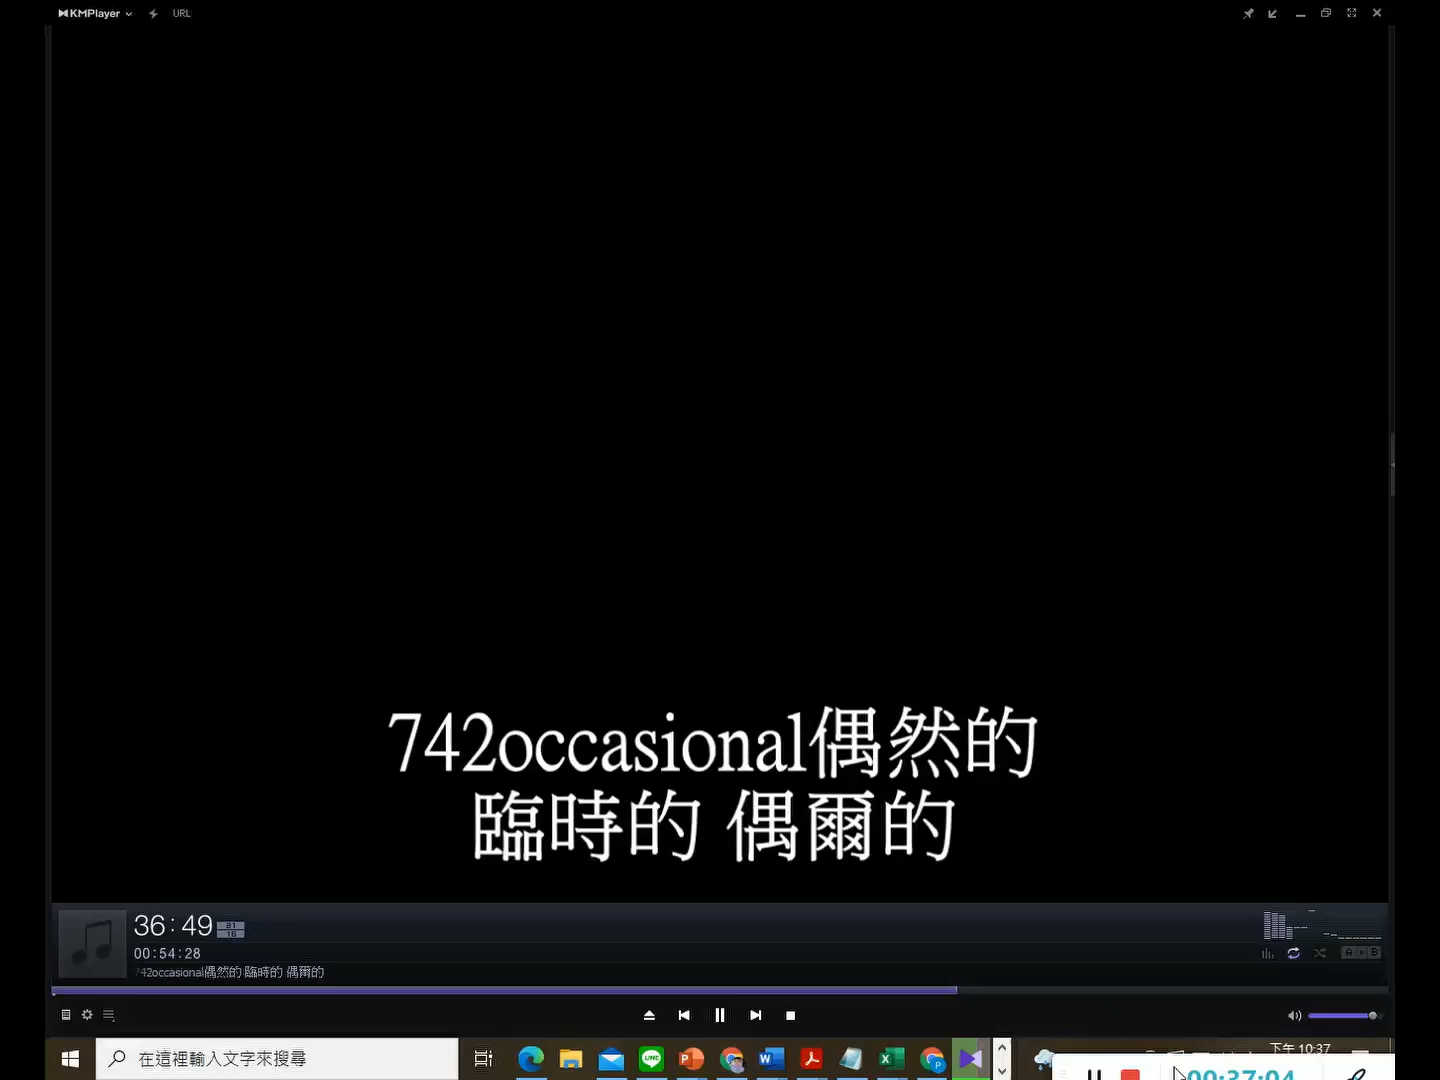 KMPlayer
URL
742occasional偶然的
臨時的 偶爾的
36:49
21
16
00:54:28
742occasional偶然的 臨時的 偶爾的
A B
在這裡輸入文字來搜尋
LINE
下午 10:37
00:37:04